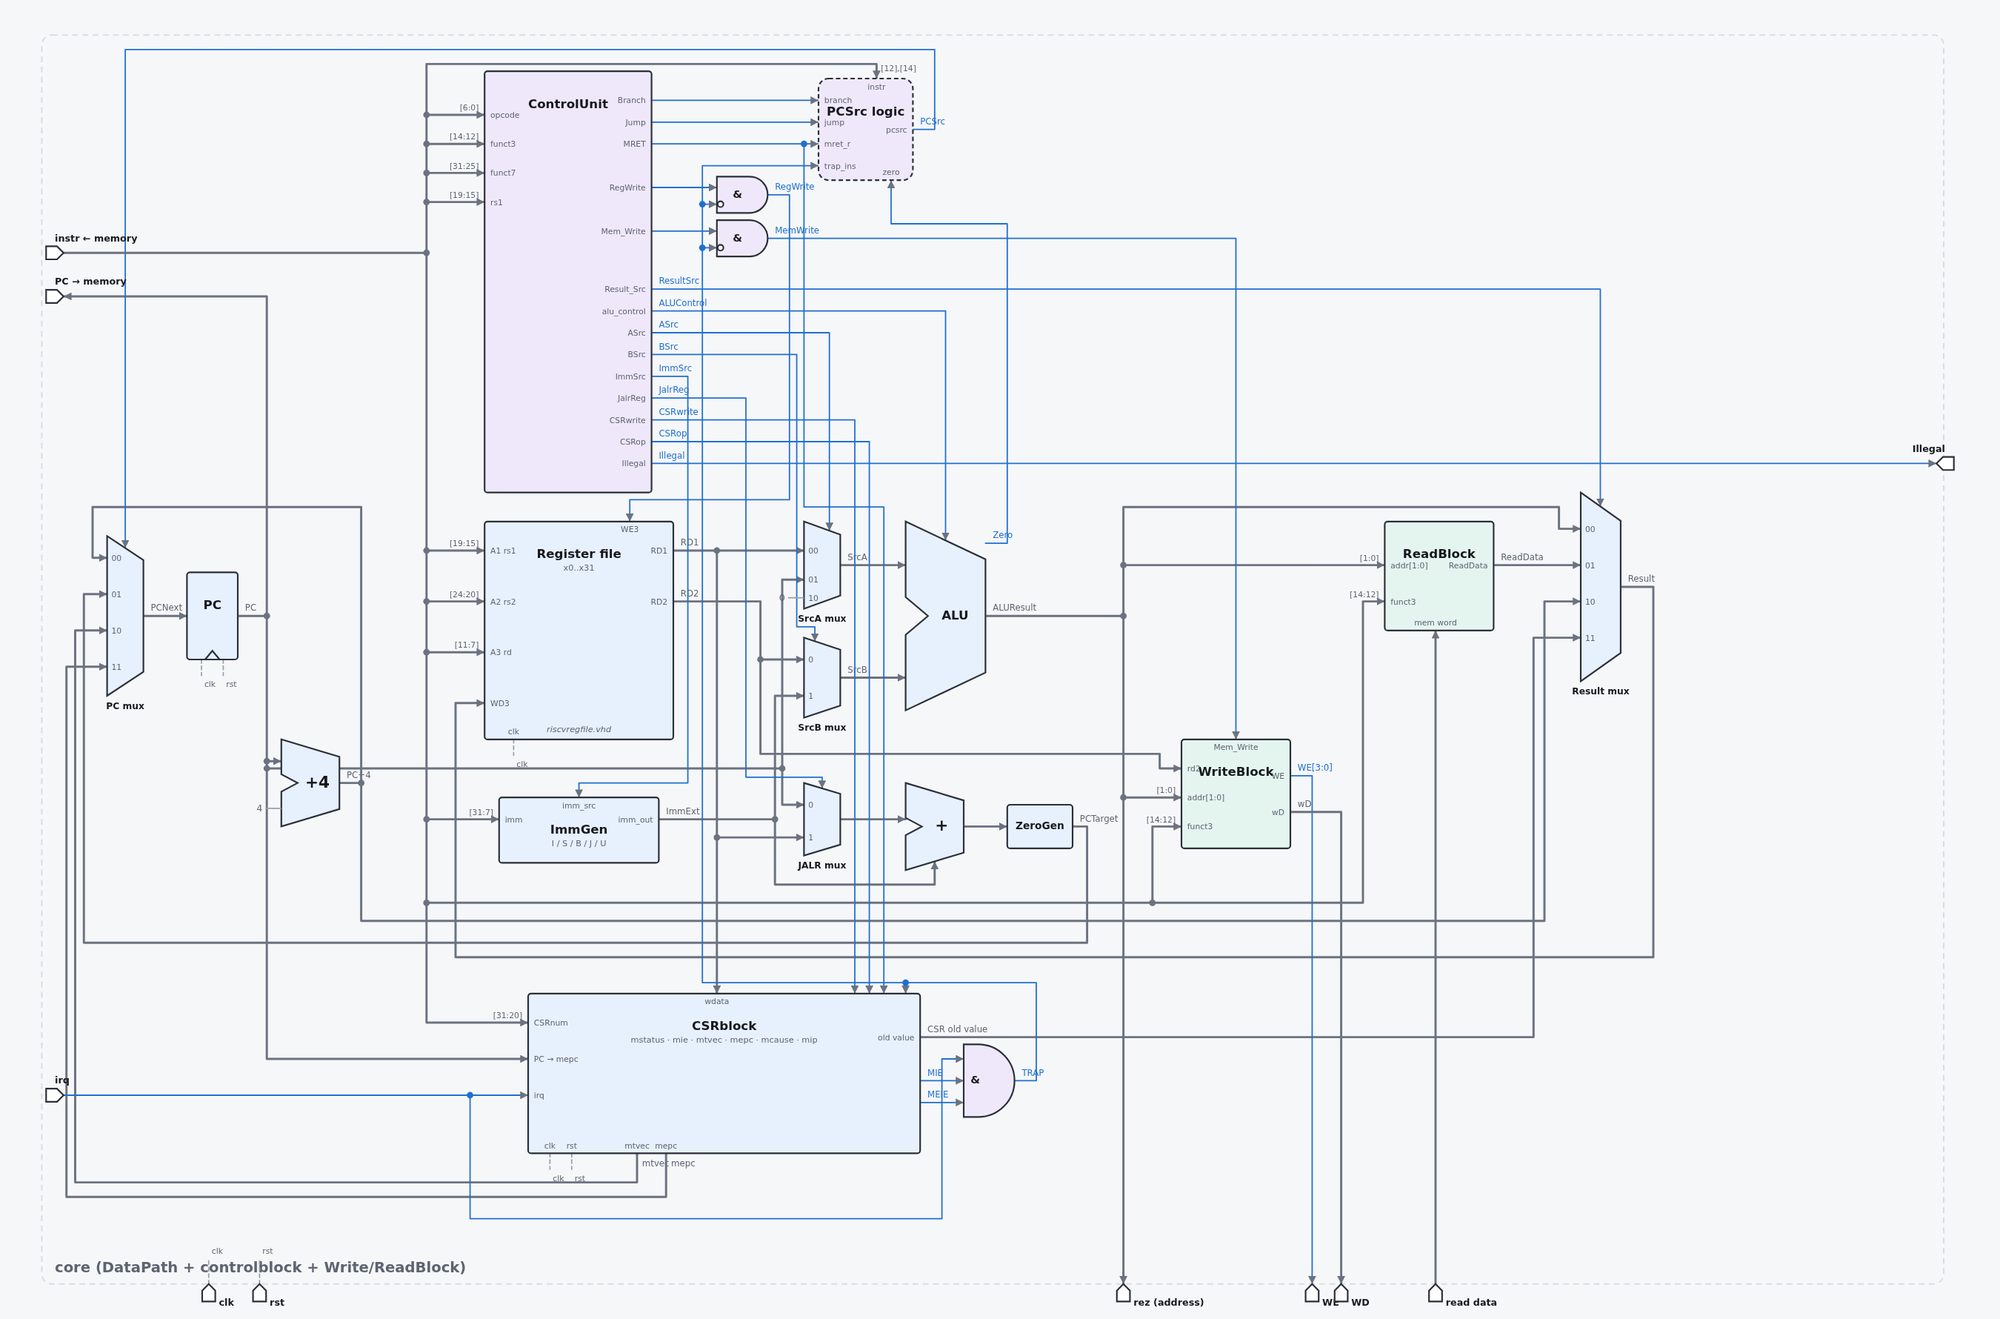 [12],[14]
instr
ControlUnit
Branch
branch
PCSrc logic
[6:0]
opcode
Jump
jump
PCSrc
pcsrc
[14:12]
funct3
MRET
mret_r
[31:25]
funct7
trap_ins
zero
RegWrite
&
RegWrite
[19:15]
rs1
Mem_Write
&
MemWrite
instr ← memory
PC → memory
Result_Src
ResultSrc
alu_control
ALUControl
ASrc
ASrc
BSrc
BSrc
ImmSrc
ImmSrc
JalrReg
JalrReg
CSRwrite
CSRwrite
CSRop
CSRop
Illegal
Illegal
Illegal
WE3
Register file
x0..x31
[19:15]
A1 rs1
RD1
RD1
[24:20]
A2 rs2
RD2
RD2
[11:7]
A3 rd
WD3
riscvregfile.vhd
clk
clk
00
01
0
10
SrcA
SrcA mux
0
1
SrcB
SrcB mux
Zero
ALU
ALUResult
ReadBlock
[1:0]
addr[1:0]
ReadData
ReadData
[14:12]
funct3
mem word
00
01
10
11
Result
Result mux
00
01
10
11
PCNext
PC mux
PC
PC
clk
rst
+4
PC+4
4
imm_src
[31:7]
imm
imm_out
ImmExt
ImmGen
I / S / B / J / U
0
1
JALR mux
+
ZeroGen
PCTarget
Mem_Write
rd2
WriteBlock
WE
WE[3:0]
[1:0]
addr[1:0]
wD
wD
[14:12]
funct3
wdata
CSRblock
mstatus · mie · mtvec · mepc · mcause · mip
[31:20]
CSRnum
old value
CSR old value
PC → mepc
irq
irq
MIE
MEIE
&
TRAP
clk
rst
mtvec
mepc
mtvec
mepc
clk
rst
clk
rst
core (DataPath + controlblock + Write/ReadBlock)
clk
rst
rez (address)
WE
WD
read data